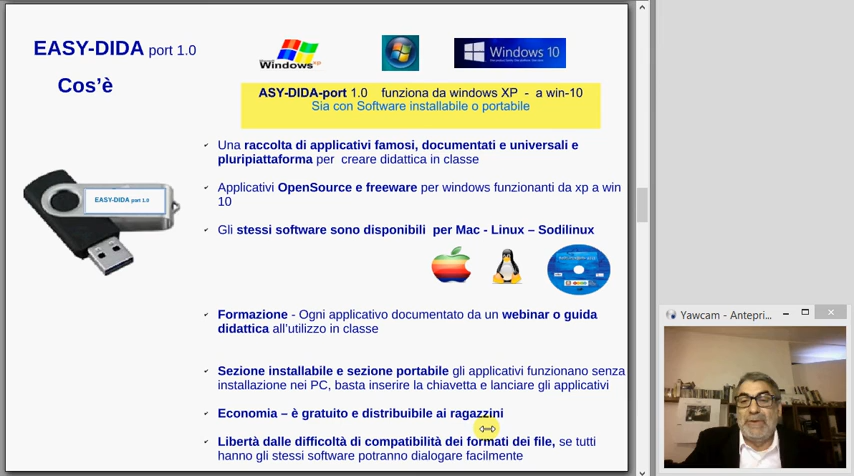 EASY-DIDA port 1.0
Cos’è
Windows xp
Windows 10
ASY-DIDA-port 1.0 funziona da windows XP - a win-10
Sia con Software installabile o portabile
Una raccolta di applicativi famosi, documentati e universali e
pluripiattaforma per creare didattica in classe
Applicativi OpenSource e freeware per windows funzionanti da xp a win
10
EASY-DIDA port 1.0
Gli stessi software sono disponibili per Mac - Linux – Sodilinux
Formazione - Ogni applicativo documentato da un webinar o guida
didattica all’utilizzo in classe
Sezione installabile e sezione portabile gli applicativi funzionano senza
installazione nei PC, basta inserire la chiavetta e lanciare gli applicativi
Economia – è gratuito e distribuibile ai ragazzini
Libertà dalle difficoltà di compatibilità dei formati dei file, se tutti
hanno gli stessi software potranno dialogare facilmente
Yawcam - Antepri...